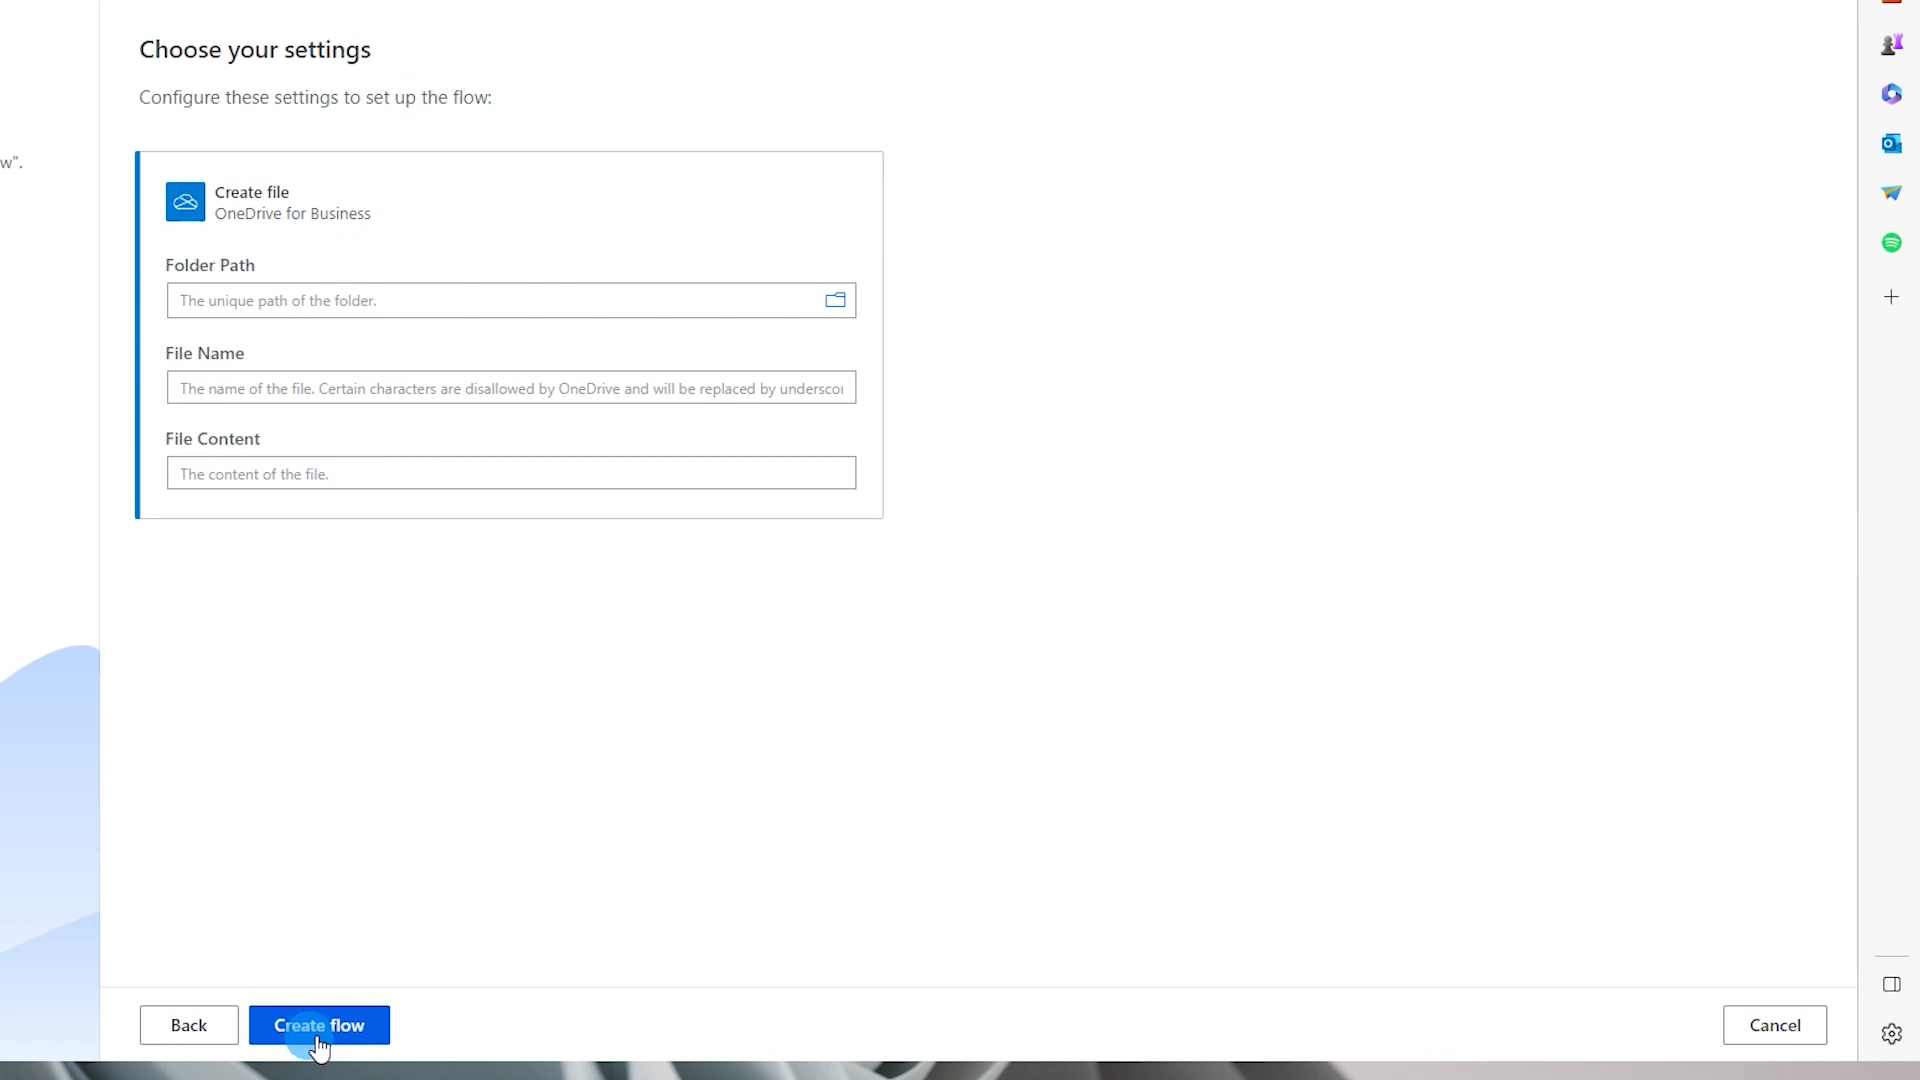 Choose your settings
Configure these settings to set up the flow:
w".
Create file
OneDrive for Business
Folder Path
The unique path of the folder.
File Name
The name of the file. Certain characters are disallowed by OneDrive and will be replaced by undersco
File Content
The content of the file.
Back
Create flow
Cancel